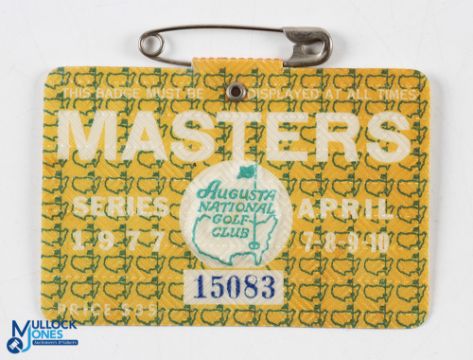 THIS BADGE MUST BE DISPLAYED AT ALL TIMES
MASTERS
SERIES APRIL
1977 7-8-9-10
AUGUSTA
NATIONAL
GOLF
CLUB
15083
PRICE $35
MULLOCK
JONES